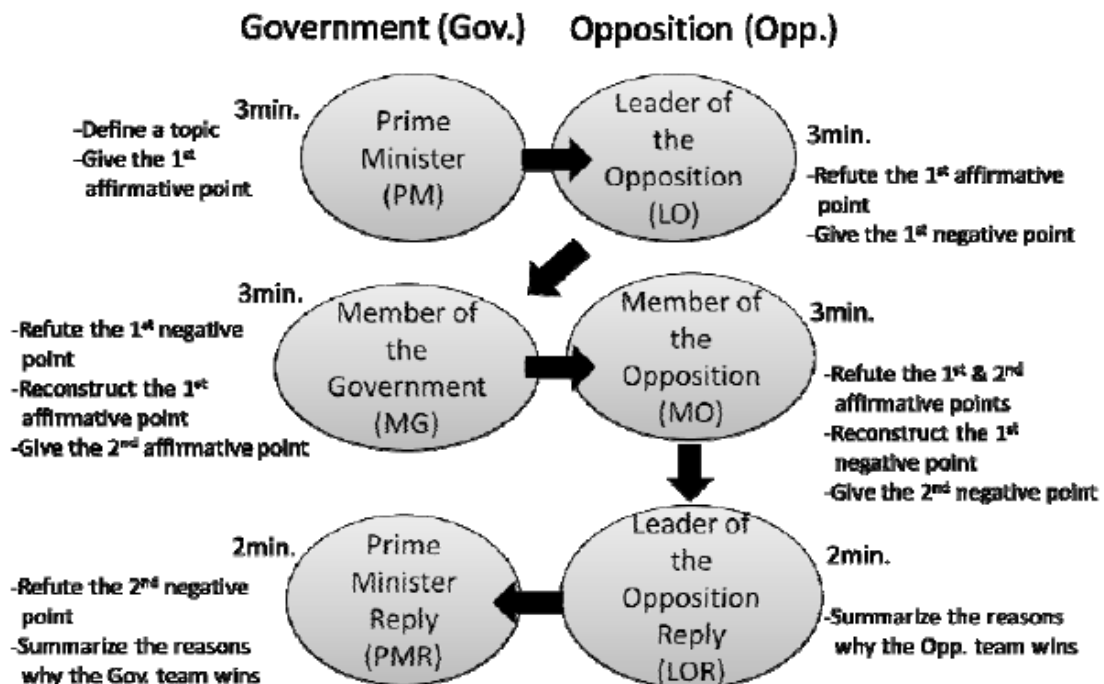 Government (Gov.) Opposition (Opp.)
3min.
-Define a topic
-Give the 1st
affirmative point
Prime
Minister
(PM)
Leader of
the
Opposition
(LO)
3min.
-Refute the 1st affirmative
point
-Give the 1st negative point
3min.
-Refute the 1st negative
point
-Reconstruct the 1st
affirmative point
-Give the 2nd affirmative point
Member of
the
Government
(MG)
Member of
the
Opposition
(MO)
3min.
-Refute the 1st & 2nd
affirmative points
-Reconstruct the 1st
negative point
-Give the 2nd negative point
2min.
-Refute the 2nd negative
point
-Summarize the reasons
why the Gov. team wins
Prime
Minister
Reply
(PMR)
Leader of
the
Opposition
Reply
(LOR)
2min.
-Summarize the reasons
why the Opp. team wins